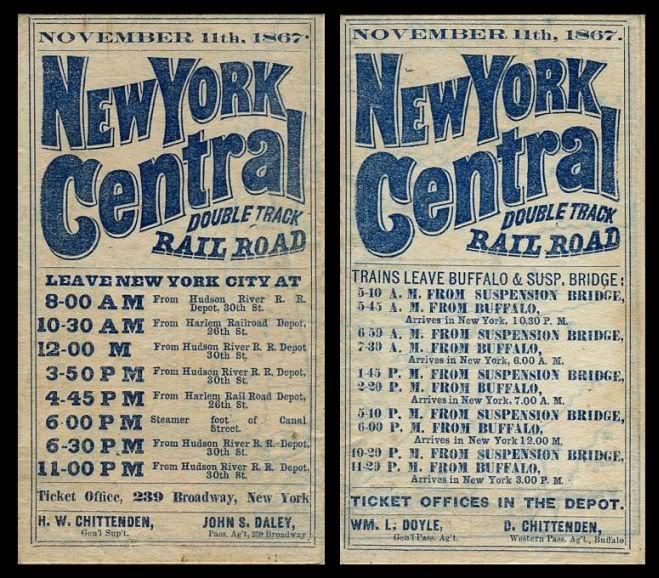 NOVEMBER 11th, 1867.
NEW YORK
Central
DOUBLE TRACK
RAIL ROAD
LEAVE NEW YORK CITY AT
8-00 A M From Hudson River R. R.
Depot, 30th St.
10-30 A M From Harlem Railroad Depot,
26th St.
12-00 M From Hudson River R. R. Depot
30th St.
3-50 P M From Hudson River R. R. Depot,
30th St.
4-45 P M From Harlem Rail Road Depot,
26th St.
6-00 P M Steamer foot of Canal
Street.
6-30 P M From Hudson River R. R. Depot,
30th St.
11-00 P M From Hudson River R. R. Depot,
30th St.
Ticket Office, 239 Broadway, New York
H. W. CHITTENDEN,
Gen'l Sup't.
JOHN S. DALEY,
Pass. Ag't, 239 Broadway
NOVEMBER 11th, 1867.
NEW YORK
Central
DOUBLE TRACK
RAIL ROAD
TRAINS LEAVE BUFFALO & SUSP. BRIDGE:
5-10 A. M. FROM SUSPENSION BRIDGE,
5-45 A. M. FROM BUFFALO,
Arrives in New York, 10.30 P. M.
6 50 A. M. FROM SUSPENSION BRIDGE,
7-30 A. M. FROM BUFFALO,
Arrives in New York, 6.00 A. M.
1-45 P. M. FROM SUSPENSION BRIDGE,
2-20 P. M. FROM BUFFALO,
Arrives in New York. 7.00 A. M.
5-10 P. M. FROM SUSPENSION BRIDGE,
6-00 P. M. FROM BUFFALO,
Arrives in New York 12.00 M.
10-20 P. M. FROM SUSPENSION BRIDGE,
11-20 P. M. FROM BUFFALO,
Arrives in New York 3.00 P. M.
TICKET OFFICES IN THE DEPOT.
WM. L. DOYLE,
Gen'l Pass. Ag't.
D. CHITTENDEN,
Western Pass. Ag't, Buffalo